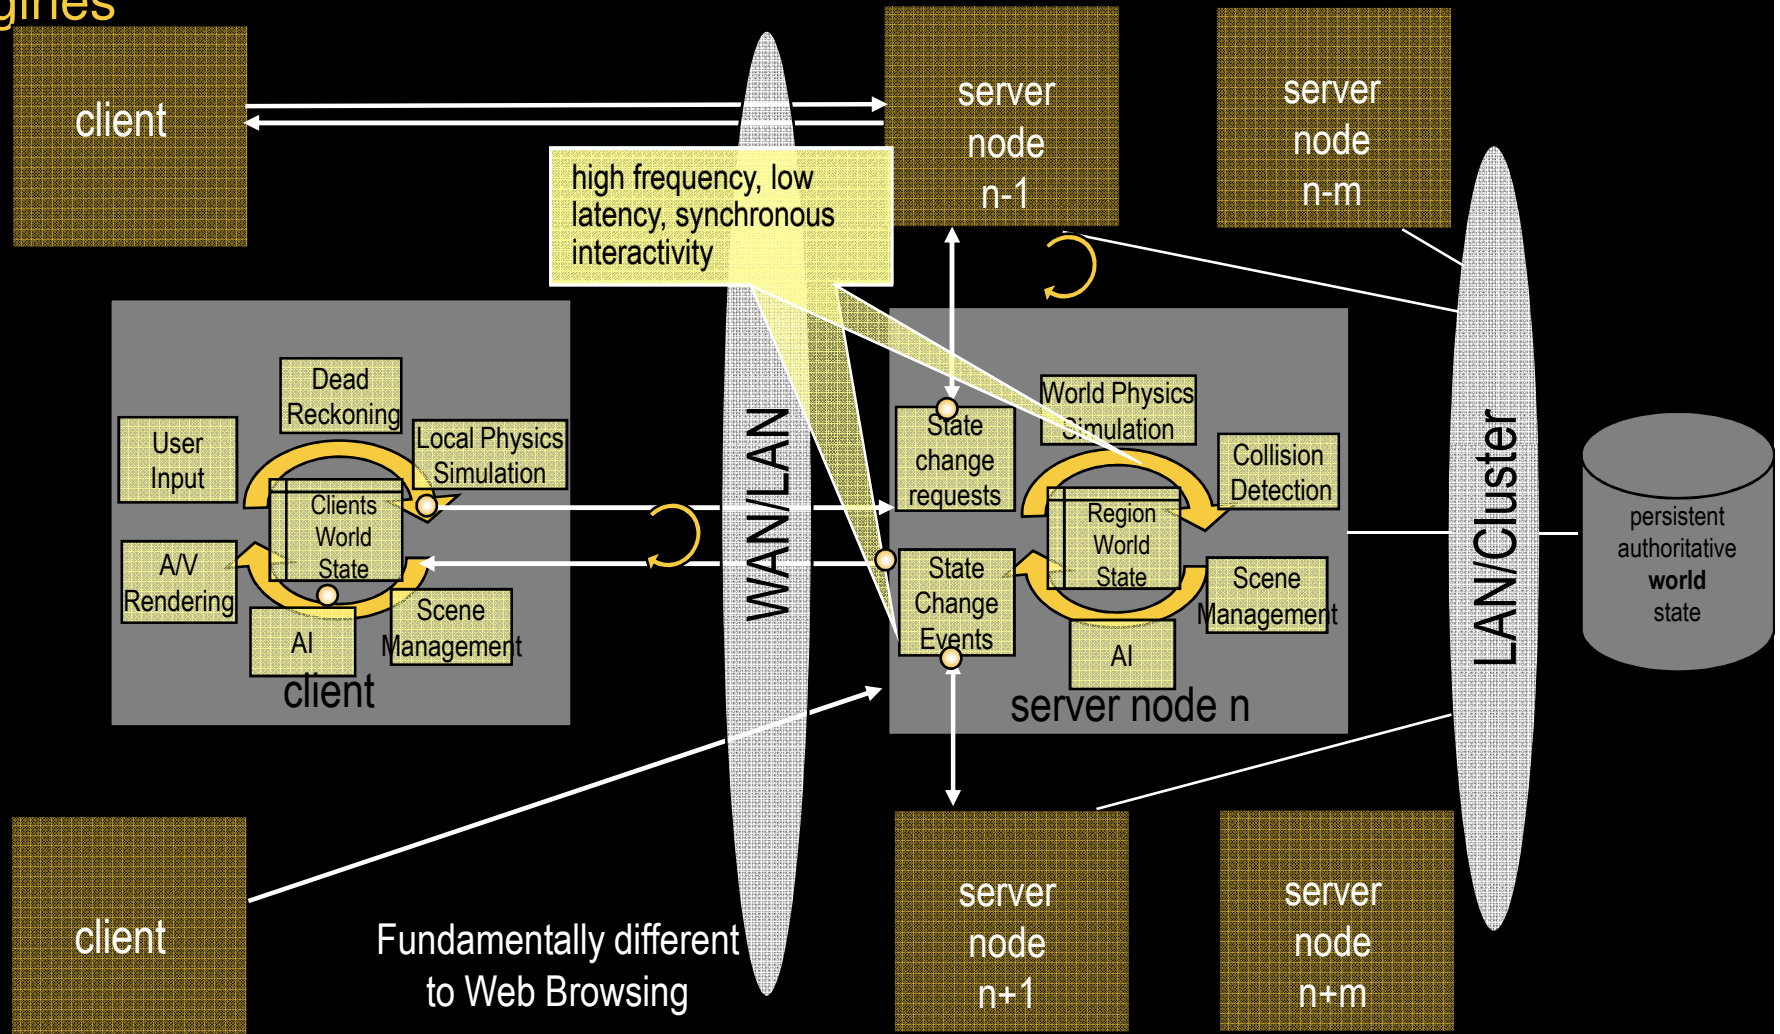 client
server
node
n-1
server
node
n-m
high frequency, low
latency, synchronous
interactivity
Dead
Reckoning
User
Input
Local Physics
Simulation
Clients
World
State
A/V
Rendering
AI
Scene
Management
client
WAN/LAN
State
change
requests
World Physics
Simulation
Collision
Detection
Region
World
State
State
Change
Events
Scene
Management
AI
server node n
LAN/Cluster
persistent
authoritative
world
state
client
Fundamentally different
to Web Browsing
server
node
n+1
server
node
n+m